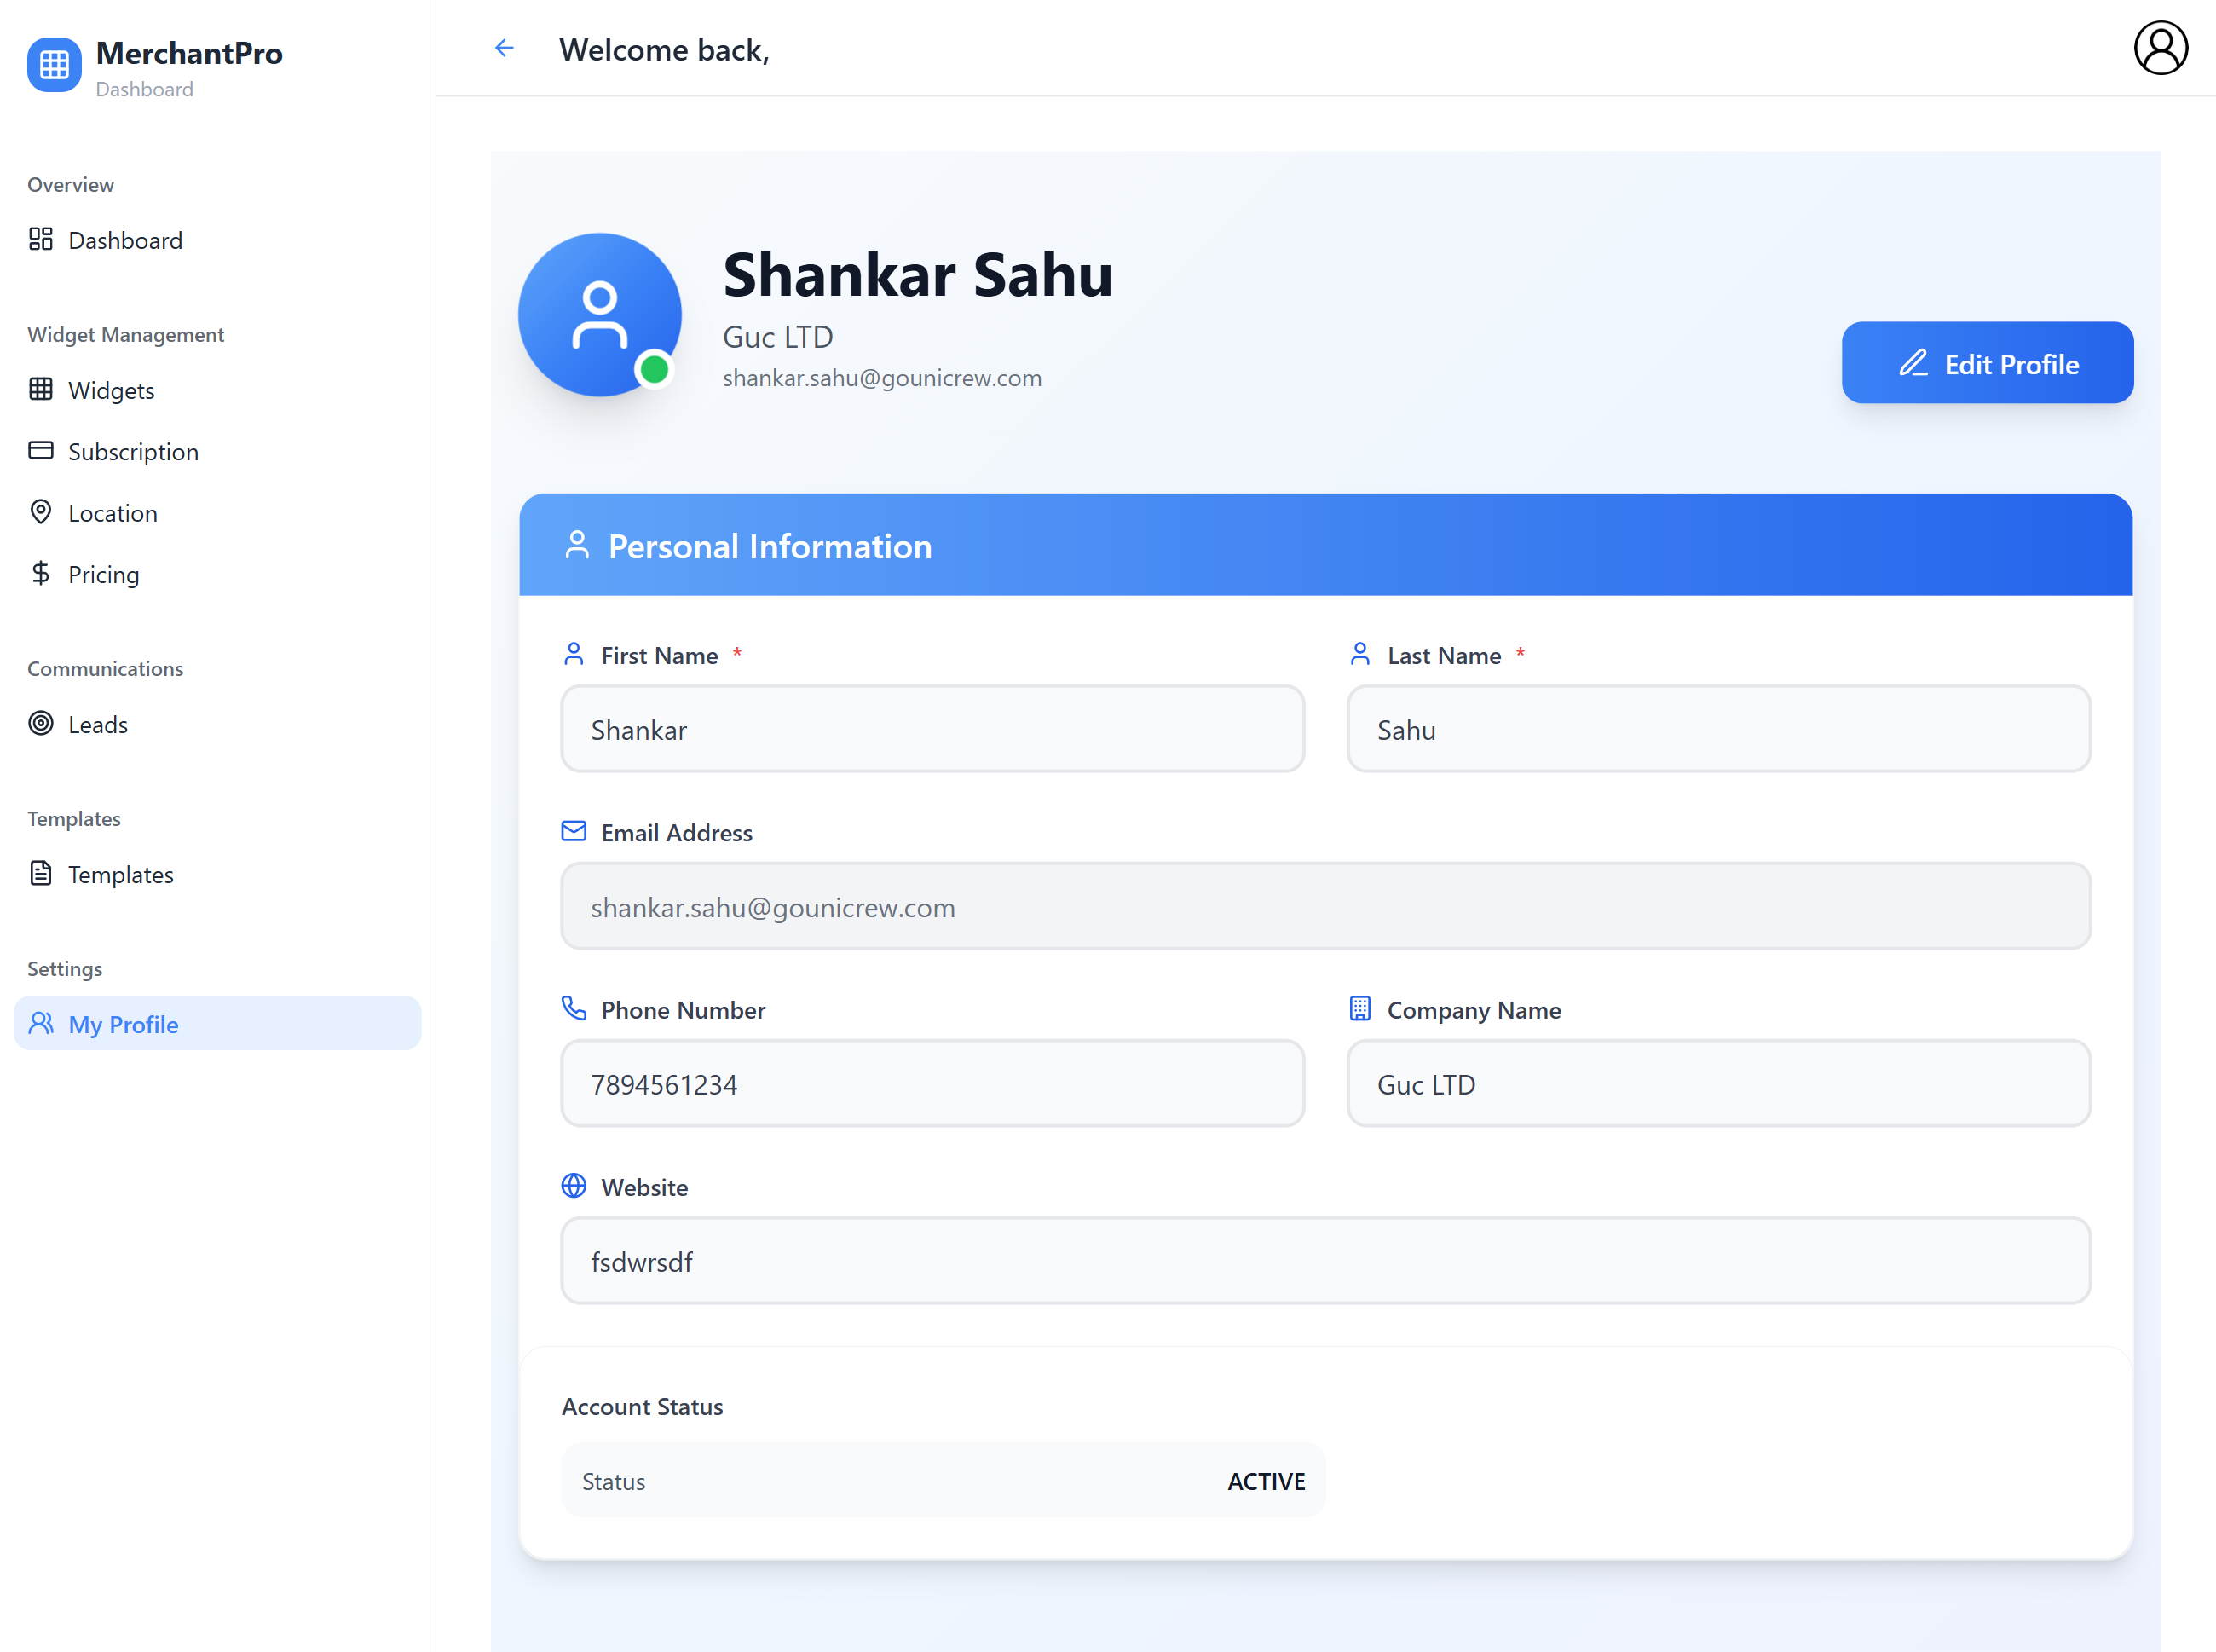 MerchantPro
Dashboard
Overview
Dashboard
Widget Management
Widgets
Subscription
Location
Pricing
Communications
Leads
Templates
Templates
Settings
My Profile
Welcome back,
Shankar Sahu
Guc LTD
shankar.sahu@gounicrew.com
Edit Profile
Personal Information
First Name *
Last Name *
Shankar
Sahu
Email Address
shankar.sahu@gounicrew.com
Phone Number
Company Name
7894561234
Guc LTD
Website
fsdwrsdf
Account Status
Status
ACTIVE